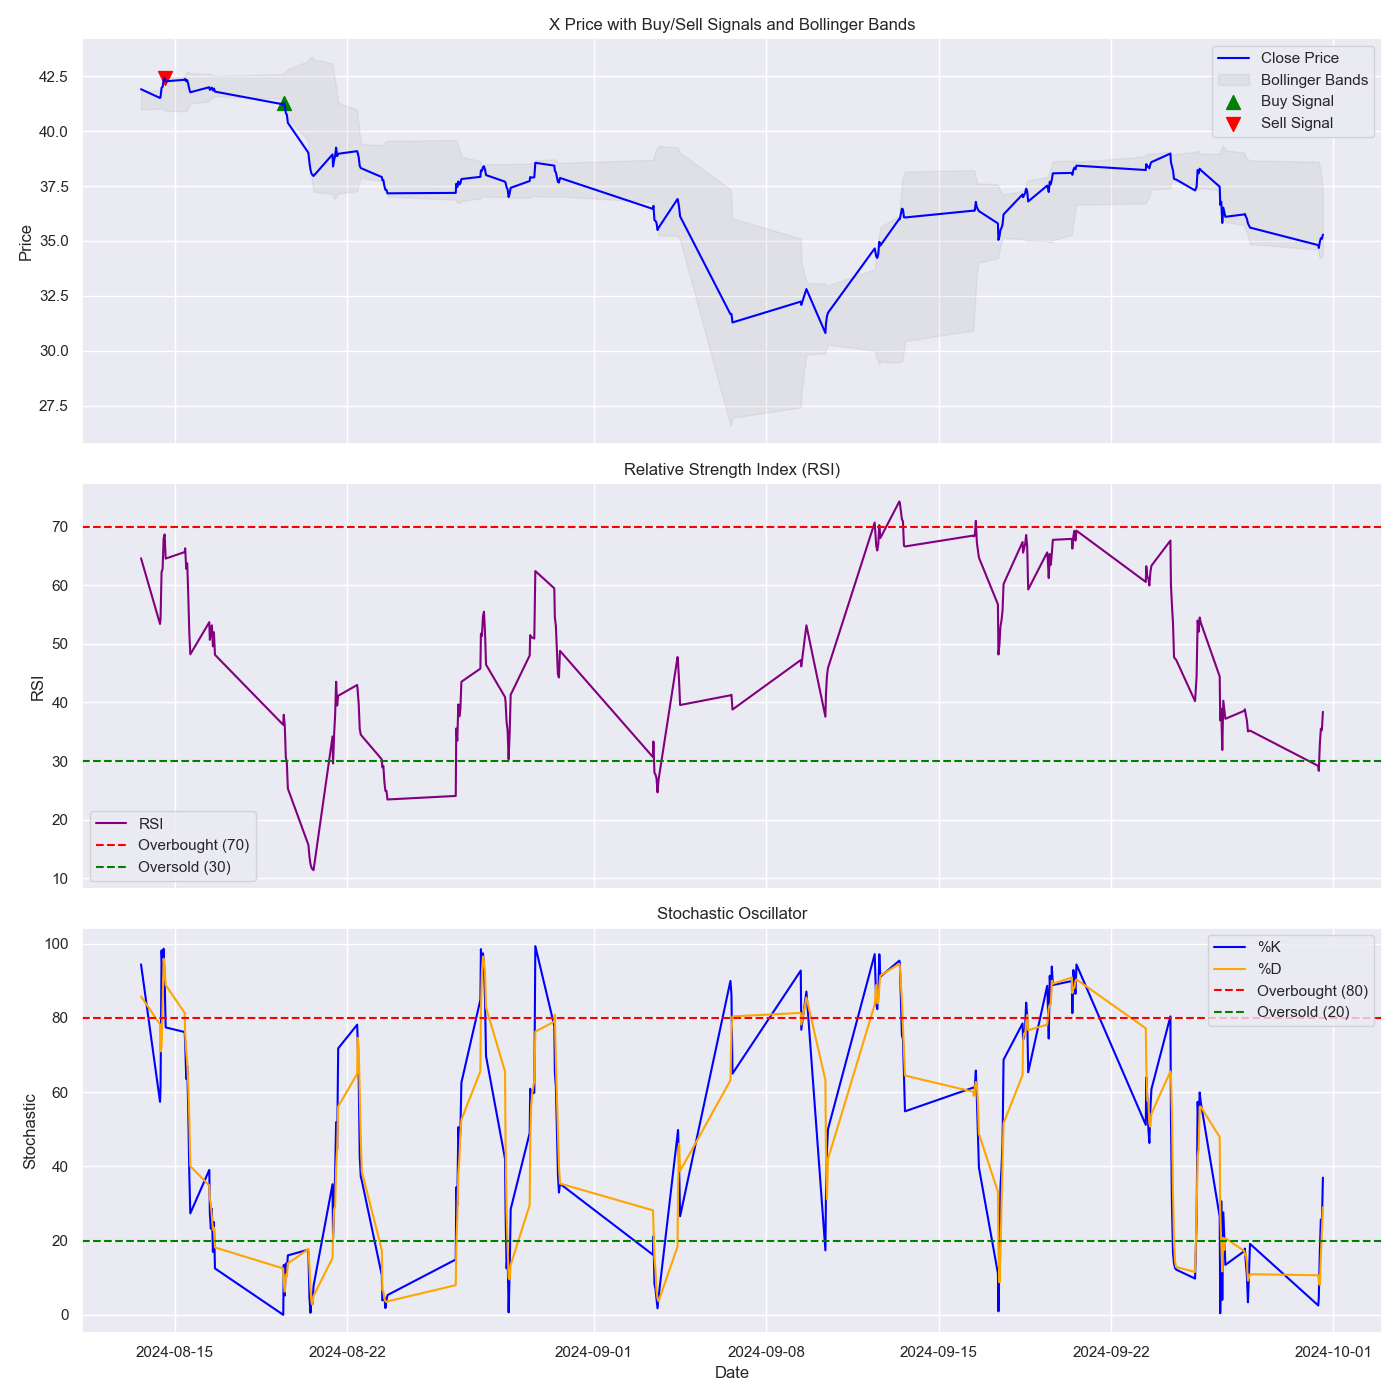 X Price with Buy/Sell Signals and Bollinger Bands
Close Price
Bollinger Bands
Buy Signal
Sell Signal
42.5
40.0
37.5
35.0
32.5
30.0
27.5
Price
Relative Strength Index (RSI)
70
60
50
40
30
20
10
RSI
RSI
Overbought (70)
Oversold (30)
Stochastic Oscillator
%K
%D
Overbought (80)
Oversold (20)
100
80
60
40
20
0
Stochastic
2024-08-15
2024-08-22
2024-09-01
2024-09-08
2024-09-15
2024-09-22
2024-10-01
Date